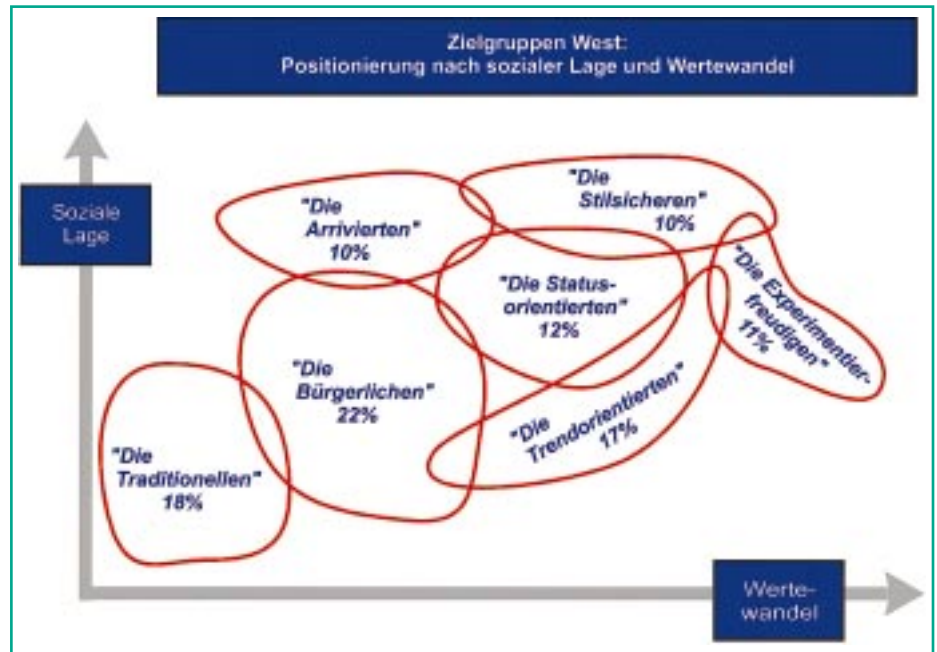 Zielgruppen West:
Positionierung nach sozialer Lage und Wertewandel
Soziale
Lage
"Die
Arrivierten"
10%
"Die
Stilsicheren"
10%
"Die Status-
orientierten"
12%
"Die Experimentier-
freudigen"
11%
"Die
Bürgerlichen"
22%
"Die
Trendorientierten"
17%
"Die
Traditionellen"
18%
Werte-
wandel